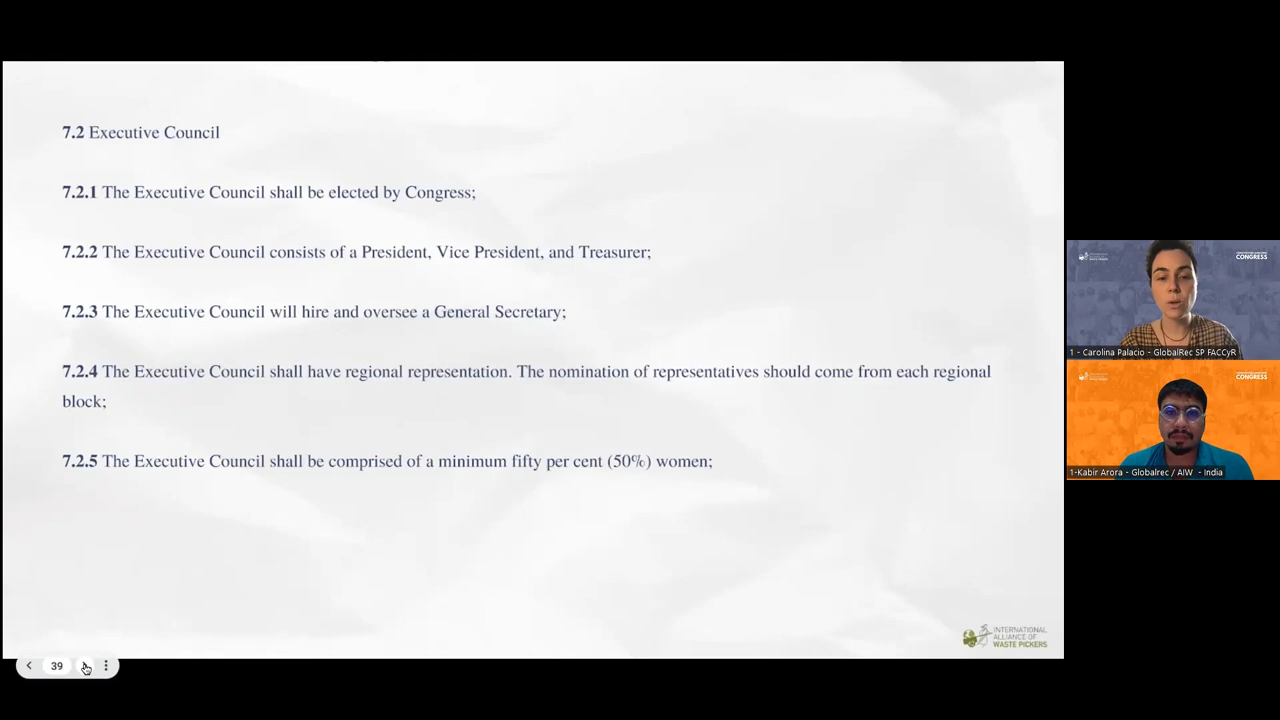 7.2 Executive Council
7.2.1 The Executive Council shall be elected by Congress;
7.2.2 The Executive Council consists of a President, Vice President, and Treasurer;
7.2.3 The Executive Council will hire and oversee a General Secretary;
7.2.4 The Executive Council shall have regional representation. The nomination of representatives should come from each regional
block;
7.2.5 The Executive Council shall be comprised of a minimum fifty per cent (50%) women;
INTERNATIONAL
ALLIANCE OF
WASTE PICKERS
39
CONGRESS
1 - Carolina Palacio - GlobalRec SP FACCyR
CONGRESS
1-Kabir Arora - Globalrec / AIW - India